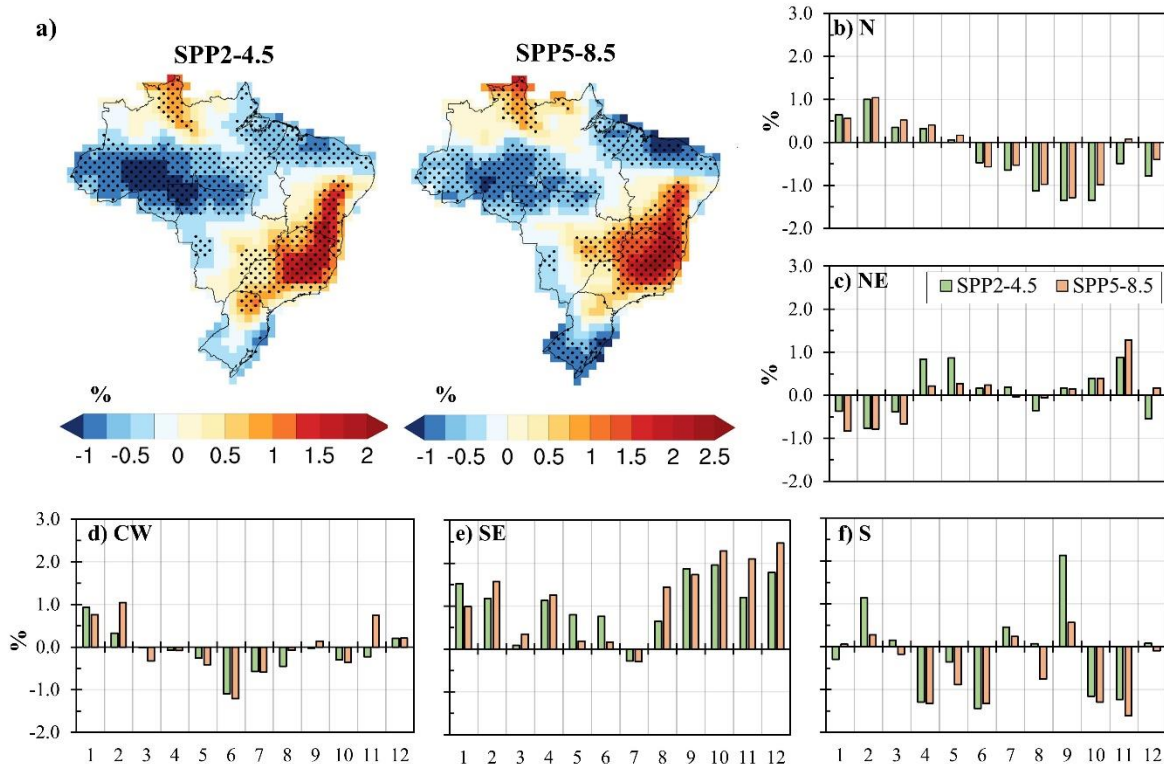 a)
SPP2-4.5
SPP5-8.5
%
-1 -0.5 0 0.5 1 1.5 2
%
-1 -0.5 0 0.5 1 1.5 2 2.5
b) N
%
3.0
2.0
1.0
0.0
-1.0
-2.0
c) NE
SPP2-4.5 SPP5-8.5
%
3.0
2.0
1.0
0.0
-1.0
-2.0
d) CW
%
3.0
2.0
1.0
0.0
-1.0
-2.0
1 2 3 4 5 6 7 8 9 10 11 12
e) SE
1 2 3 4 5 6 7 8 9 10 11 12
f) S
1 2 3 4 5 6 7 8 9 10 11 12